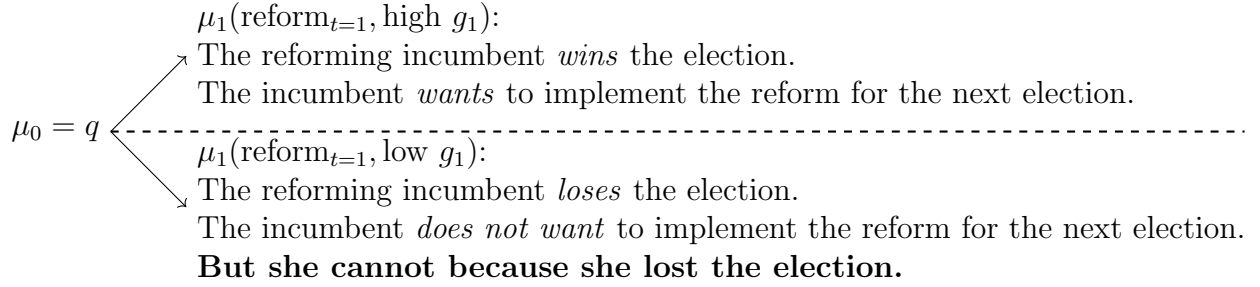 μ₁(reformₜ₌₁, high g₁):
The reforming incumbent wins the election.
The incumbent wants to implement the reform for the next election.
μ₀ = q
μ₁(reformₜ₌₁, low g₁):
The reforming incumbent loses the election.
The incumbent does not want to implement the reform for the next election.
But she cannot because she lost the election.